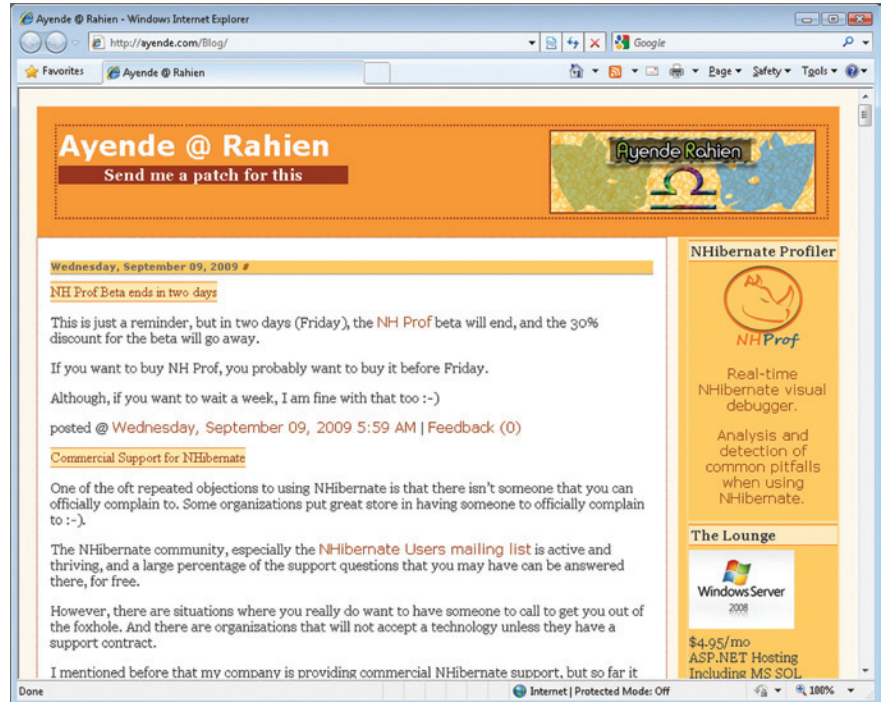 Ayende @ Rahien - Windows Internet Explorer
http://ayende.com/Blog/
Google
Favorites
Ayende @ Rahien
Page
Safety
Tools
Ayende @ Rahien
Send me a patch for this
Ayende Rahien
Wednesday, September 09, 2009 #
NH Prof Beta ends in two days
This is just a reminder, but in two days (Friday), the NH Prof beta will end, and the 30%
discount for the beta will go away.
If you want to buy NH Prof, you probably want to buy it before Friday.
Although, if you want to wait a week, I am fine with that too :-)
posted @ Wednesday, September 09, 2009 5:59 AM | Feedback (0)
Commercial Support for NHibernate
One of the oft repeated objections to using NHibernate is that there isn't someone that you can
officially complain to. Some organizations put great store in having someone to officially complain
to :-).
The NHibernate community, especially the NHibernate Users mailing list is active and
thriving, and a large percentage of the support questions that you may have can be answered
there, for free.
However, there are situations where you really do want to have someone to call to get you out of
the foxhole. And there are organizations that will not accept a technology unless they have a
support contract.
I mentioned before that my company is providing commercial NHibernate support, but so far it
NHibernate Profiler
NHProf
Real-time
NHibernate visual
debugger.
Analysis and
detection of
common pitfalls
when using
NHibernate.
The Lounge
Windows Server
2008
$4.95/mo
ASP.NET Hosting
Including MS SQL
Done
Internet | Protected Mode: Off
100%